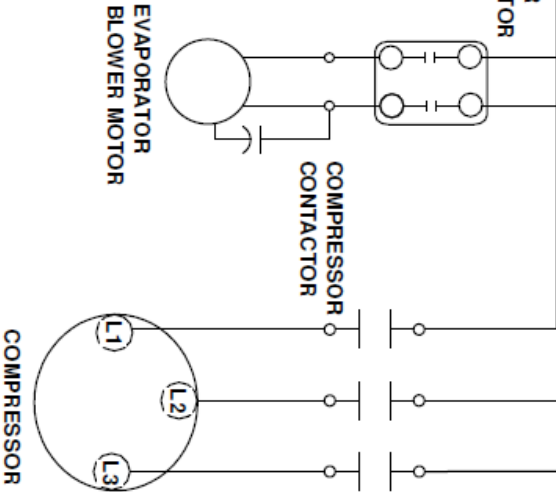 TOR
EVAPORATOR
BLOWER MOTOR
COMPRESSOR
CONTACTOR
L1
L2
L3
COMPRESSOR